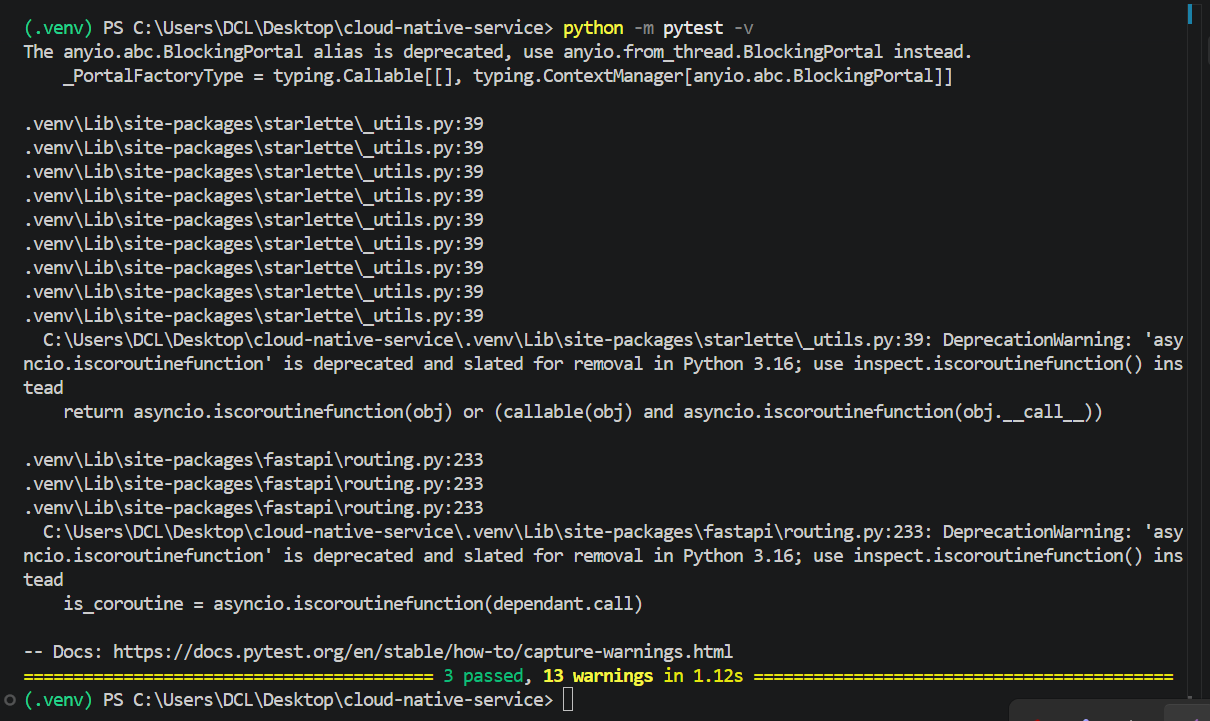 (.venv) PS C:\Users\DCL\Desktop\cloud-native-service> python -m pytest -v
The anyio.abc.BlockingPortal alias is deprecated, use anyio.from_thread.BlockingPortal instead.
    _PortalFactoryType = typing.Callable[[], typing.ContextManager[anyio.abc.BlockingPortal]]

.venv\Lib\site-packages\starlette\_utils.py:39
.venv\Lib\site-packages\starlette\_utils.py:39
.venv\Lib\site-packages\starlette\_utils.py:39
.venv\Lib\site-packages\starlette\_utils.py:39
.venv\Lib\site-packages\starlette\_utils.py:39
.venv\Lib\site-packages\starlette\_utils.py:39
.venv\Lib\site-packages\starlette\_utils.py:39
.venv\Lib\site-packages\starlette\_utils.py:39
.venv\Lib\site-packages\starlette\_utils.py:39
  C:\Users\DCL\Desktop\cloud-native-service\.venv\Lib\site-packages\starlette\_utils.py:39: DeprecationWarning: 'asy
ncio.iscoroutinefunction' is deprecated and slated for removal in Python 3.16; use inspect.iscoroutinefunction() ins
tead
    return asyncio.iscoroutinefunction(obj) or (callable(obj) and asyncio.iscoroutinefunction(obj.__call__))

.venv\Lib\site-packages\fastapi\routing.py:233
.venv\Lib\site-packages\fastapi\routing.py:233
.venv\Lib\site-packages\fastapi\routing.py:233
  C:\Users\DCL\Desktop\cloud-native-service\.venv\Lib\site-packages\fastapi\routing.py:233: DeprecationWarning: 'asy
ncio.iscoroutinefunction' is deprecated and slated for removal in Python 3.16; use inspect.iscoroutinefunction() ins
tead
    is_coroutine = asyncio.iscoroutinefunction(dependant.call)

-- Docs: https://docs.pytest.org/en/stable/how-to/capture-warnings.html
========================================= 3 passed, 13 warnings in 1.12s ==========================================
(.venv) PS C:\Users\DCL\Desktop\cloud-native-service>